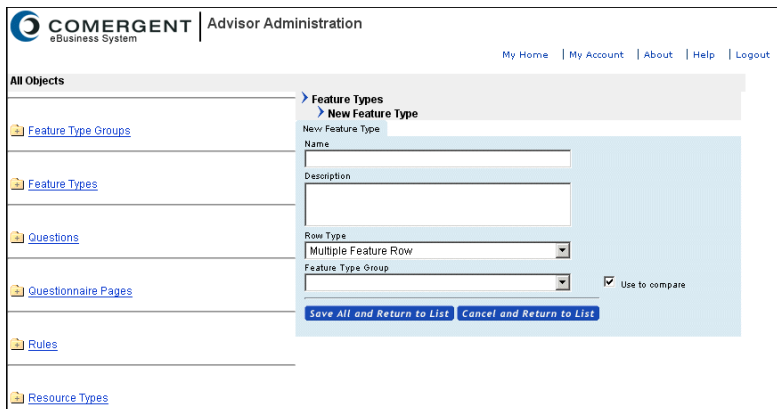 COMERGENT
eBusiness System
Advisor Administration
My Home | My Account | About | Help | Logout
All Objects
Feature Type Groups
Feature Types
Questions
Questionnaire Pages
Rules
Resource Types
Feature Types
New Feature Type
New Feature Type
Name
Description
Row Type
Multiple Feature Row
Feature Type Group
Use to compare
Save All and Return to List
Cancel and Return to List